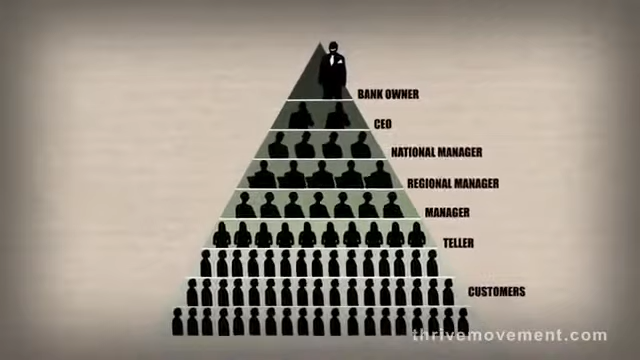 BANK OWNER
CEO
NATIONAL MANAGER
REGIONAL MANAGER
MANAGER
TELLER
CUSTOMERS
thrivemovement.com